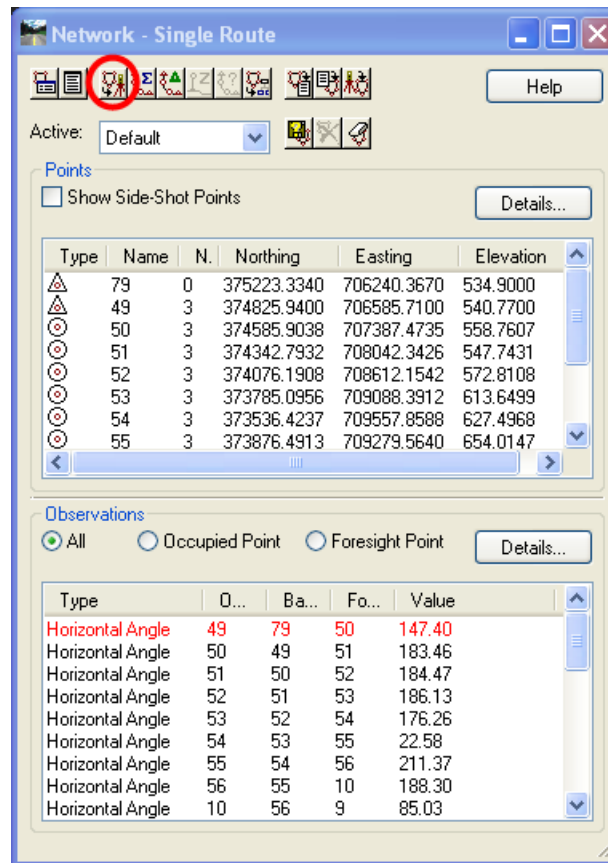 Network - Single Route
Help
Active: Default
Points
Show Side-Shot Points Details...
Type Name N. Northing Easting Elevation
79 0 375223.3340 706240.3670 534.9000
49 3 374825.9400 706585.7100 540.7700
50 3 374585.9038 707387.4735 558.7607
51 3 374342.7932 708042.3426 547.7431
52 3 374076.1908 708612.1542 572.8108
53 3 373785.0956 709088.3912 613.6499
54 3 373536.4237 709557.8588 627.4968
55 3 373876.4913 709279.5640 654.0147
Observations
All Occupied Point Foresight Point Details...
Type O... Ba... Fo... Value
Horizontal Angle 49 79 50 147.40
Horizontal Angle 50 49 51 183.46
Horizontal Angle 51 50 52 184.47
Horizontal Angle 52 51 53 186.13
Horizontal Angle 53 52 54 176.26
Horizontal Angle 54 53 55 22.58
Horizontal Angle 55 54 56 211.37
Horizontal Angle 56 55 10 188.30
Horizontal Angle 10 56 9 85.03